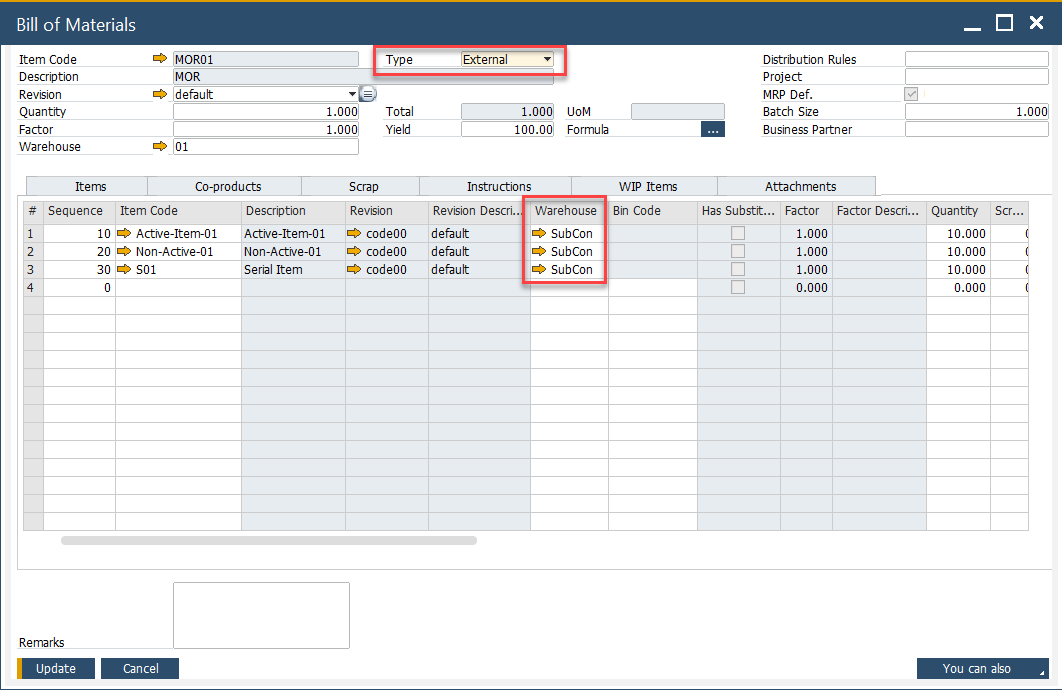 Bill of Materials
Item Code MOR01 Type External Distribution Rules
Description MOR Project
Revision default MRP Def.
Quantity 1.000 Total 1.000 UoM Batch Size 1.000
Factor 1.000 Yield 100.00 Formula ... Business Partner
Warehouse 01
Items Co-products Scrap Instructions WIP Items Attachments
# Sequence Item Code Description Revision Revision Descri... Warehouse Bin Code Has Substit... Factor Factor Descri... Quantity Scr...
1 10 Active-Item-01 Active-Item-01 code00 default SubCon 1.000 10.000
2 20 Non-Active-01 Non-Active-01 code00 default SubCon 1.000 10.000
3 30 S01 Serial Item code00 default SubCon 1.000 10.000
4 0 0.000 0.000
Remarks
Update Cancel You can also